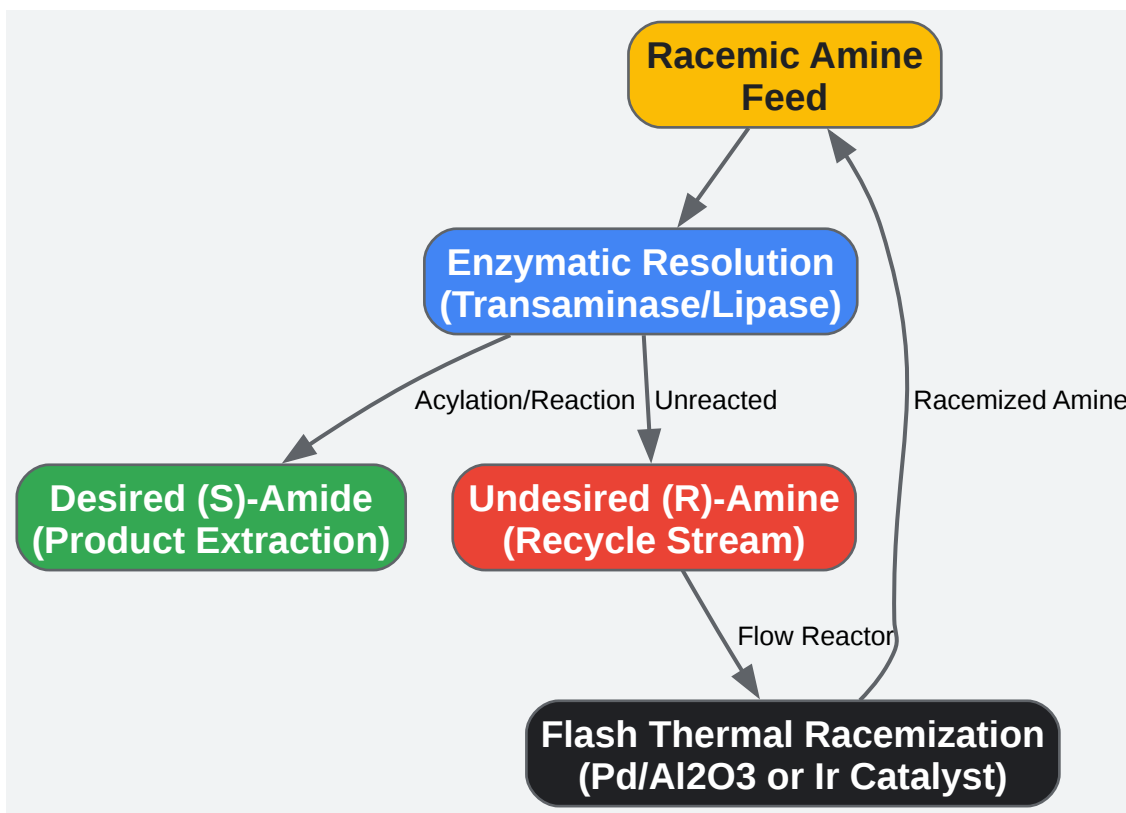 Racemic Amine
Feed
Enzymatic Resolution
(Transaminase/Lipase)
Acylation/Reaction
Unreacted
Racemized Amine
Desired (S)-Amide
(Product Extraction)
Undesired (R)-Amine
(Recycle Stream)
Flow Reactor
Flash Thermal Racemization
(Pd/Al2O3 or Ir Catalyst)